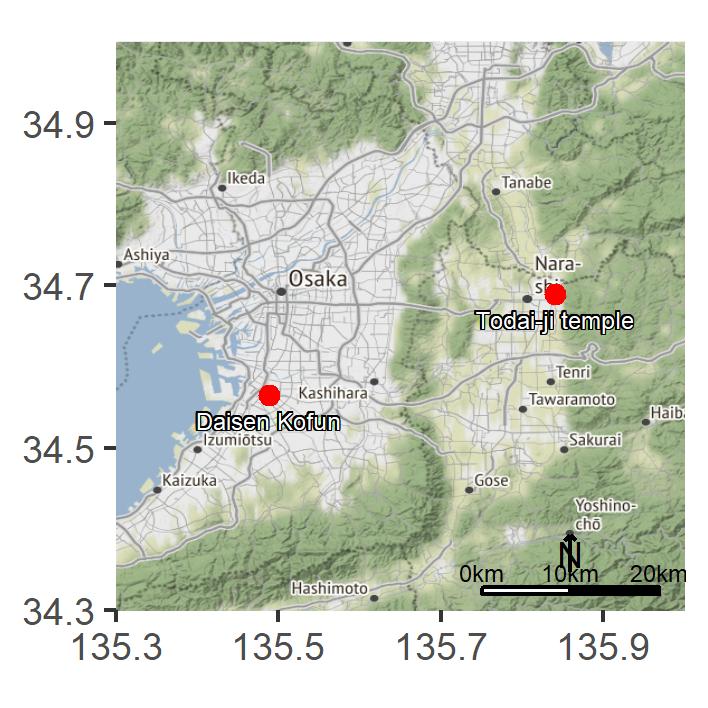 34.9
34.7
34.5
34.3
135.3
135.5
135.7
135.9
Ikeda
Tanabe
Ashiya
Nara-
Osaka
Todai-ji temple
Kashihara
Tenri
Tawaramoto
Daisen Kofun
Haiba
Izumiōtsu
Sakurai
Kaizuka
Gose
Yoshino-
chō
N
0km
10km
20km
Hashimoto